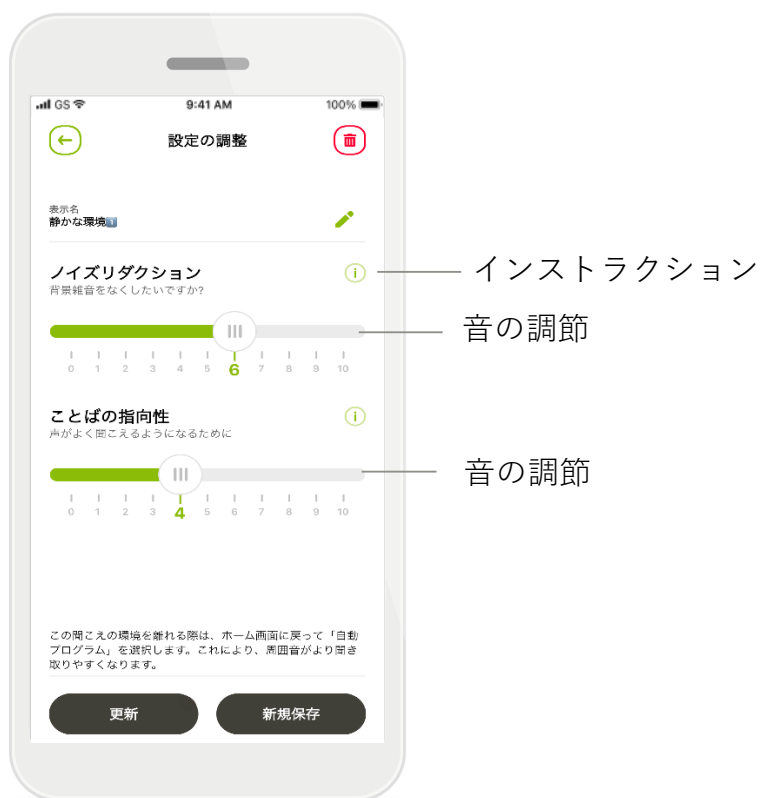 GS 9:41 AM 100%
設定の調整
表示名
静かな環境1️⃣
ノイズリダクション
インストラクション
背景雑音をなくしたいですか?
音の調節
0 1 2 3 4 5 6 7 8 9 10
ことばの指向性
声がよく聞こえるようになるために
音の調節
0 1 2 3 4 5 6 7 8 9 10
この聞こえの環境を離れる際は、ホーム画面に戻って「自動
プログラム」を選択します。これにより、周囲音がより聞き
取りやすくなります。
更新 新規保存